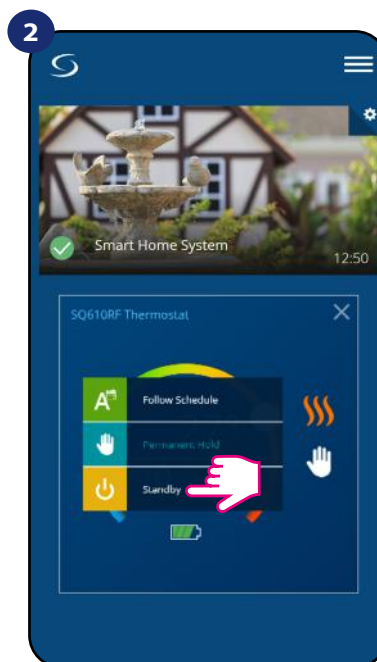 2
Smart Home System
12:50
SQ610RF Thermostat
Follow Schedule
Permanent Hold
Standby